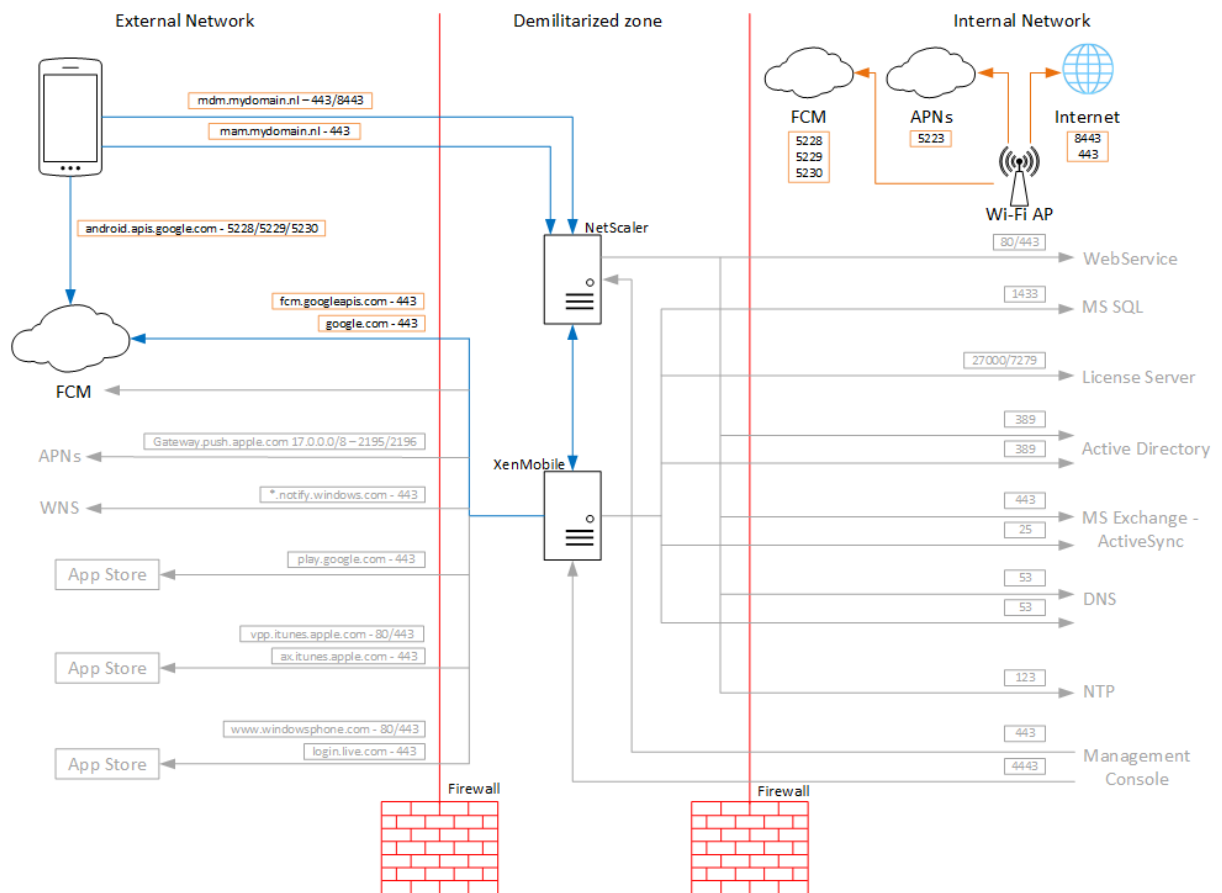 External Network
Demilitarized zone
Internal Network
mdm.mydomain.nl – 443/8443
mam.mydomain.nl - 443
android.apis.google.com - 5228/5229/5230
fcm.googleapis.com - 443
google.com - 443
FCM
Gateway.push.apple.com 17.0.0.0/8 – 2195/2196
APNs
*.notify.windows.com - 443
WNS
play.google.com - 443
App Store
vpp.itunes.apple.com - 80/443
ax.itunes.apple.com - 443
App Store
www.windowsphone.com - 80/443
login.live.com - 443
App Store
Firewall
NetScaler
XenMobile
Firewall
FCM
5228
5229
5230
APNs
5223
Internet
8443
443
Wi-Fi AP
80/443
WebService
1433
MS SQL
27000/7279
License Server
389
389
Active Directory
443
25
MS Exchange -
ActiveSync
53
53
DNS
123
NTP
443
4443
Management
Console